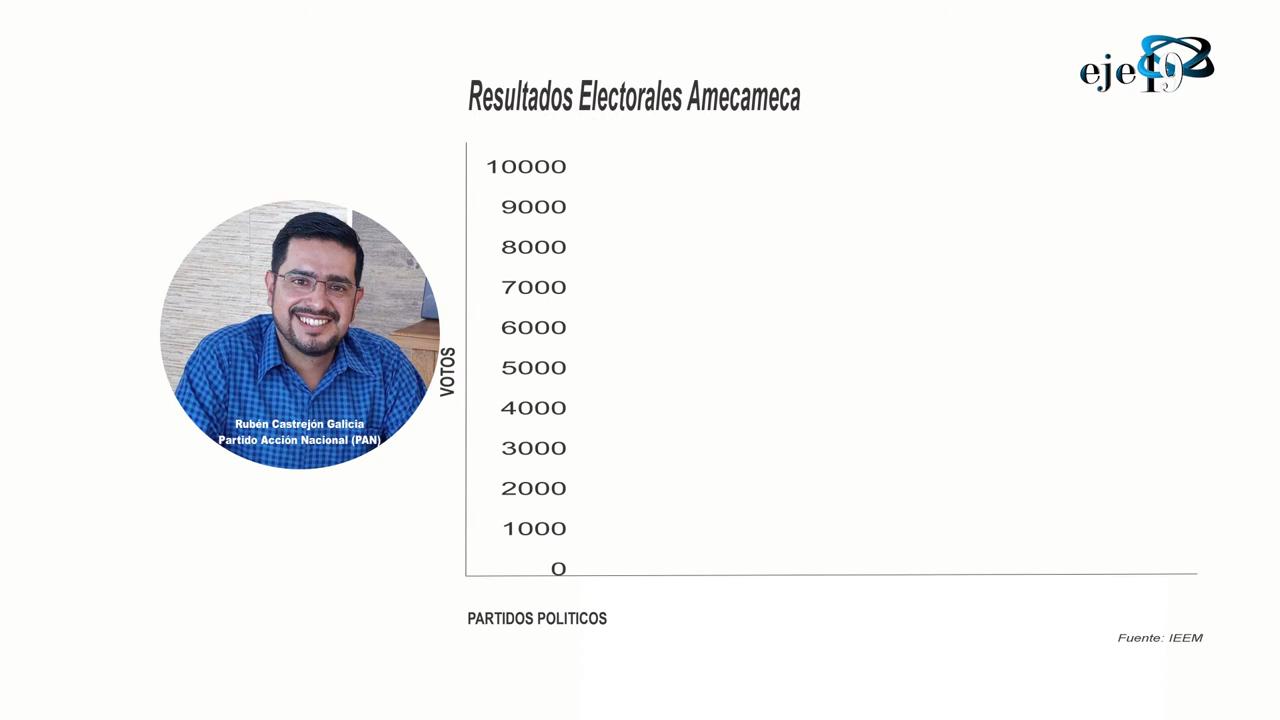 eje19
Resultados Electorales Amecameca
10000
9000
8000
7000
6000
5000
4000
3000
2000
1000
0
VOTOS
Rubén Castrejón Galicia
Partido Acción Nacional (PAN)
PARTIDOS POLITICOS
Fuente: IEEM